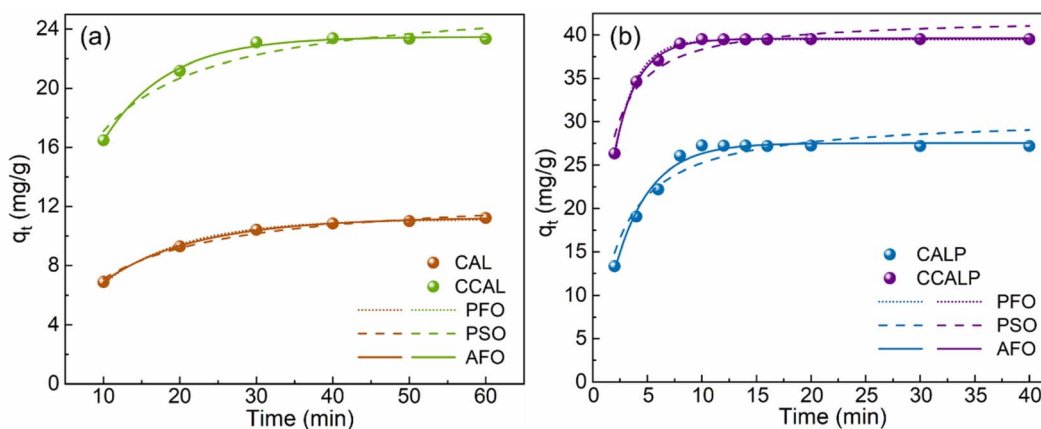 (a)
qt (mg/g)
24
20
16
12
8
4
0
CAL
CCAL
PFO
PSO
AFO
10 20 30 40 50 60
Time (min)
(b)
qt (mg/g)
40
35
30
25
20
15
10
5
0
CALP
CCALP
PFO
PSO
AFO
0 5 10 15 20 25 30 35 40
Time (min)